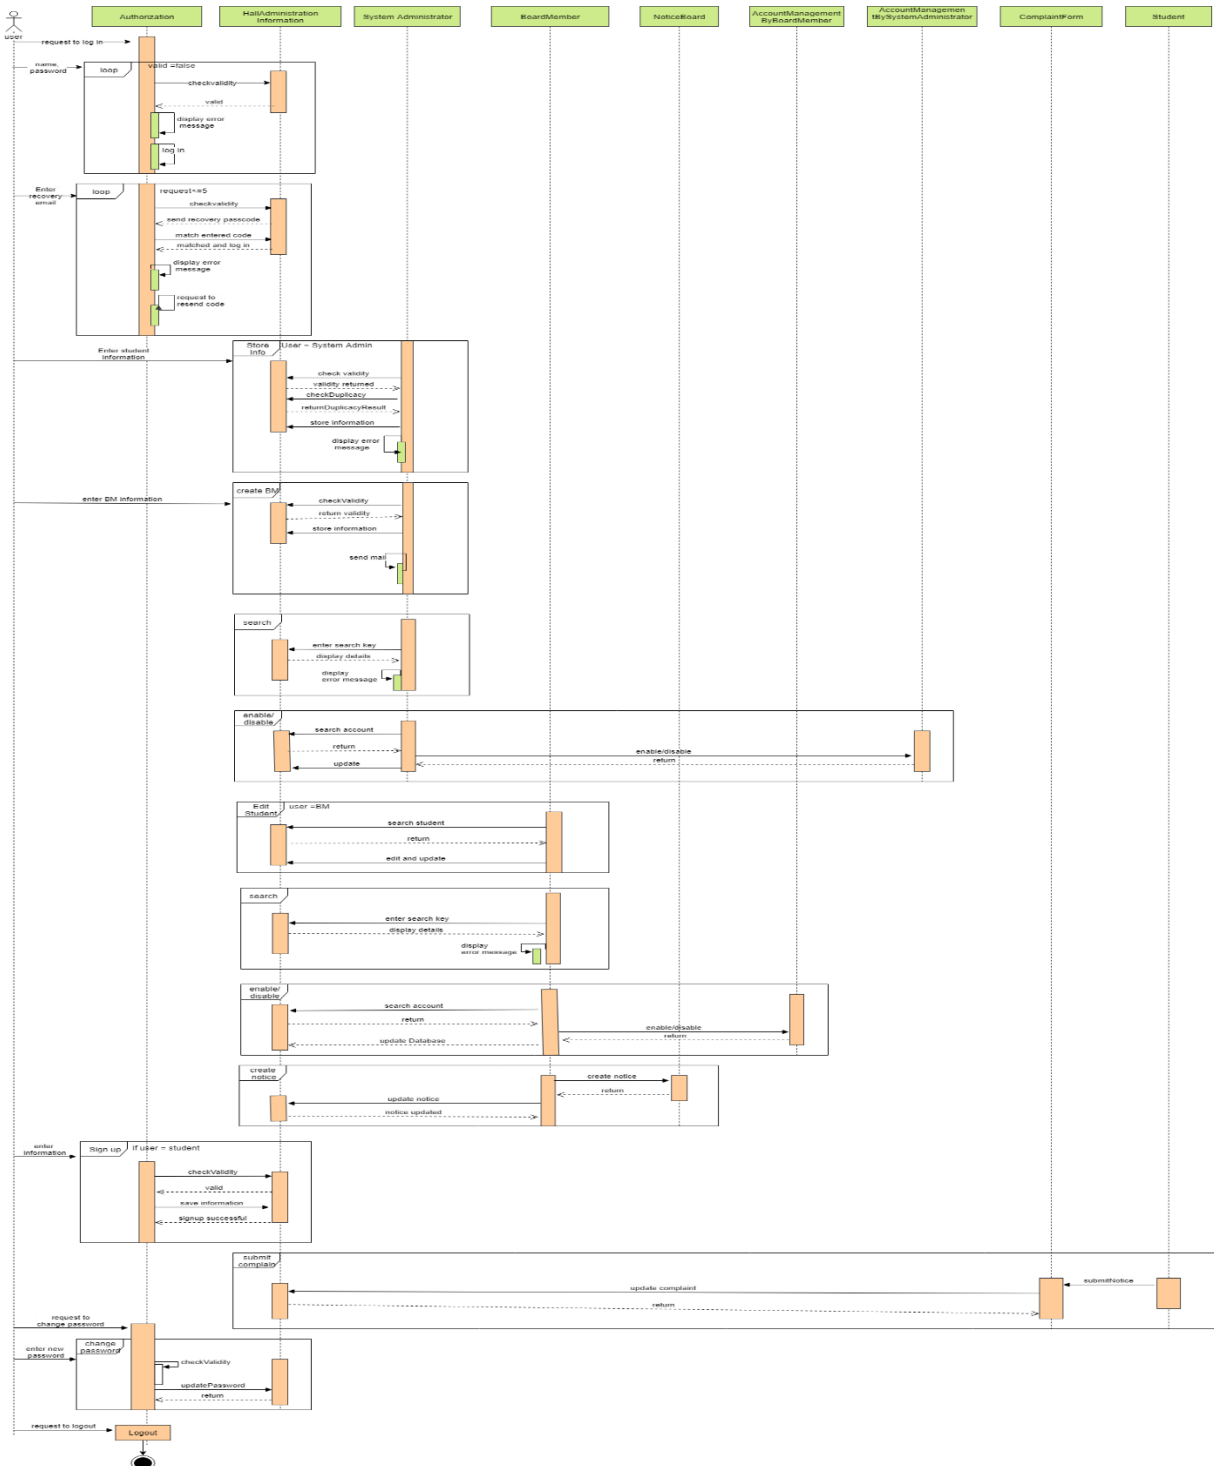 Authorization
HallAdministration
Information
System Administrator
BoardMember
NoticeBoard
AccountManagement
ByBoardMember
AccountManagemen
tBySystemAdministrator
ComplaintForm
Student
user
request to log in
name,
password
loop
valid =false
checkvalidity
valid
display error
message
log in
Enter
recovery
email
loop
request<=5
checkvalidity
send recovery passcode
match entered code
matched and log in
display error
message
request to
resend code
Enter student
information
Store
Info
User = System Admin
check validity
validity returned
checkDuplicacy
returnDuplicacyResult
store information
display error
message
enter BM information
create BM
checkValidity
return validity
store information
send mail
search
enter search key
display details
display
error message
enable/
disable
search account
return
update
enable/disable
return
Edit
Student
user =BM
search student
return
edit and update
search
enter search key
display details
display
error message
enable/
disable
search account
return
update Database
enable/disable
return
create
notice
create notice
return
update notice
notice updated
enter
information
Sign up
if user = student
checkValidity
valid
save information
signup successful
submit
complain
submitNotice
update complaint
return
request to
change password
enter new
password
change
password
checkValidity
updatePassword
return
request to logout
Logout